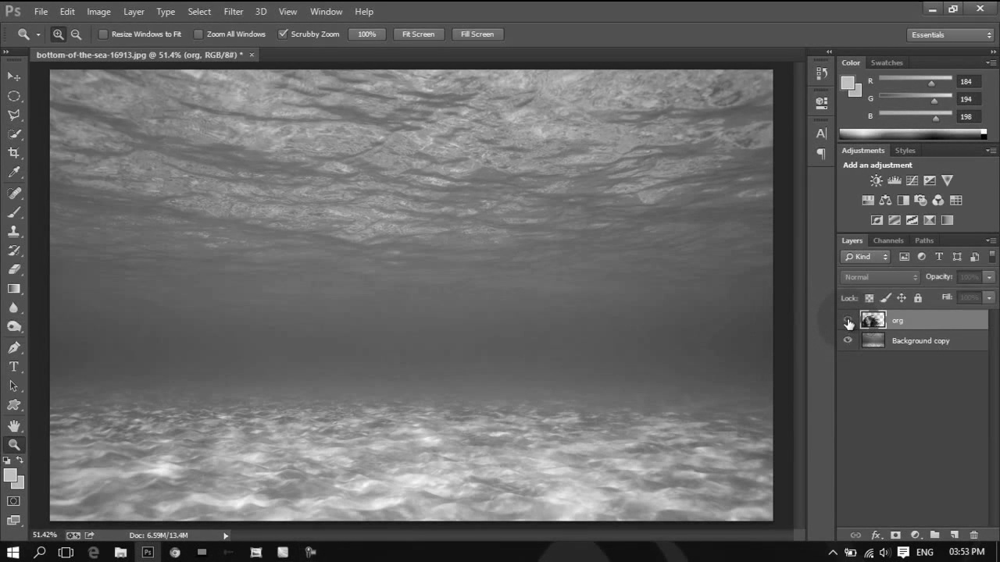 Ps File Edit Image Layer Type Select Filter 3D View Window Help
Resize Windows to Fit Zoom All Windows Scrubby Zoom 100% Fit Screen Fill Screen Essentials
bottom-of-the-sea-16913.jpg @ 51.4% (org, RGB/8#) * ×
Color Swatches
R 184
G 194
B 198
Adjustments Styles
Add an adjustment
Layers Channels Paths
Kind
Normal Opacity: 100%
Lock: Fill: 100%
org
Background copy
51.42% Doc: 6.59M/13.4M
Ps ENG 03:53 PM